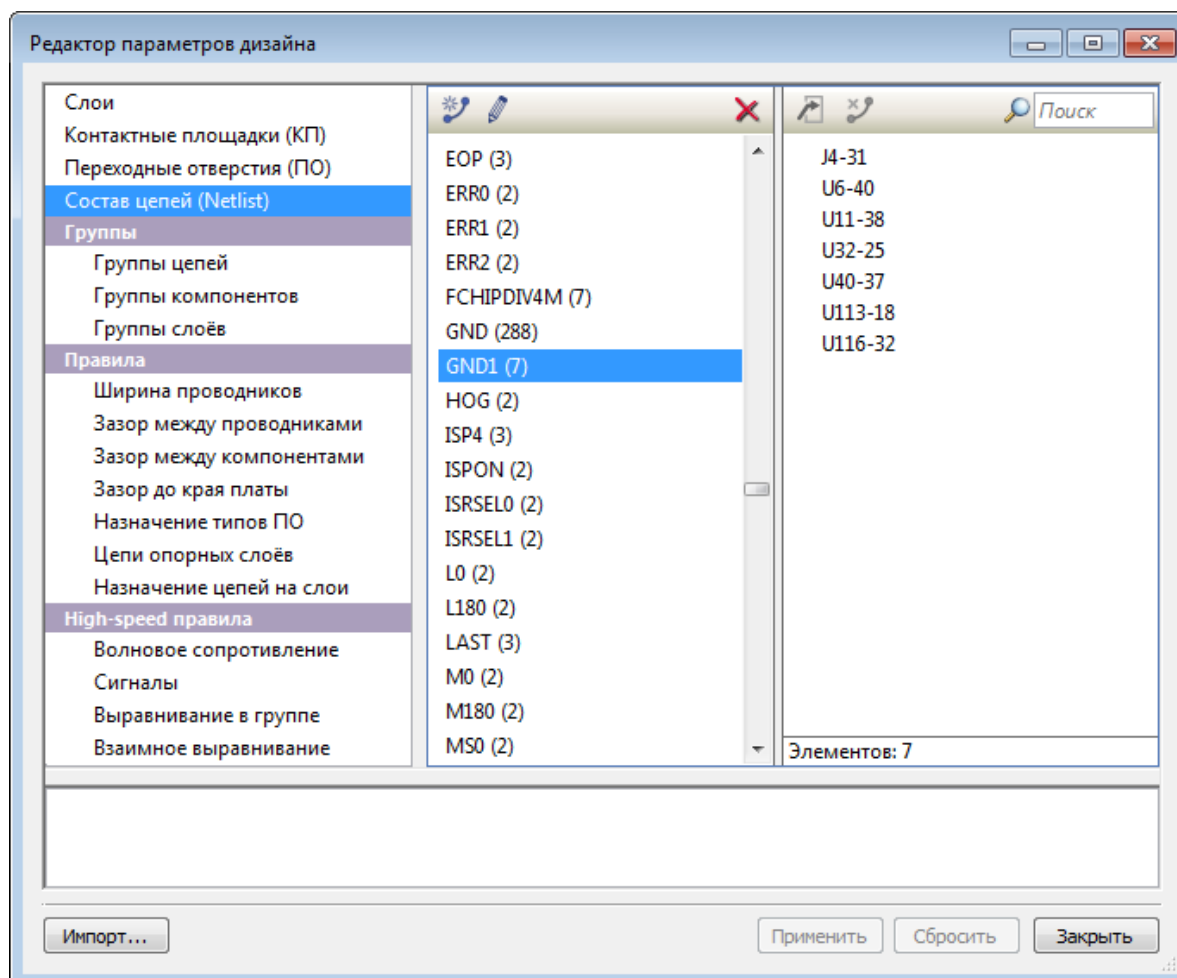 Редактор параметров дизайна
Слои
Контактные площадки (КП)
Переходные отверстия (ПО)
Состав цепей (Netlist)
Группы
Группы цепей
Группы компонентов
Группы слоёв
Правила
Ширина проводников
Зазор между проводниками
Зазор между компонентами
Зазор до края платы
Назначение типов ПО
Цепи опорных слоёв
Назначение цепей на слои
High-speed правила
Волновое сопротивление
Сигналы
Выравнивание в группе
Взаимное выравнивание
EOP (3)
ERR0 (2)
ERR1 (2)
ERR2 (2)
FCHIPDIV4M (7)
GND (288)
GND1 (7)
HOG (2)
ISP4 (3)
ISPON (2)
ISRSEL0 (2)
ISRSEL1 (2)
L0 (2)
L180 (2)
LAST (3)
M0 (2)
M180 (2)
MS0 (2)
Поиск
J4-31
U6-40
U11-38
U32-25
U40-37
U113-18
U116-32
Элементов: 7
Импорт...
Применить
Сбросить
Закрыть